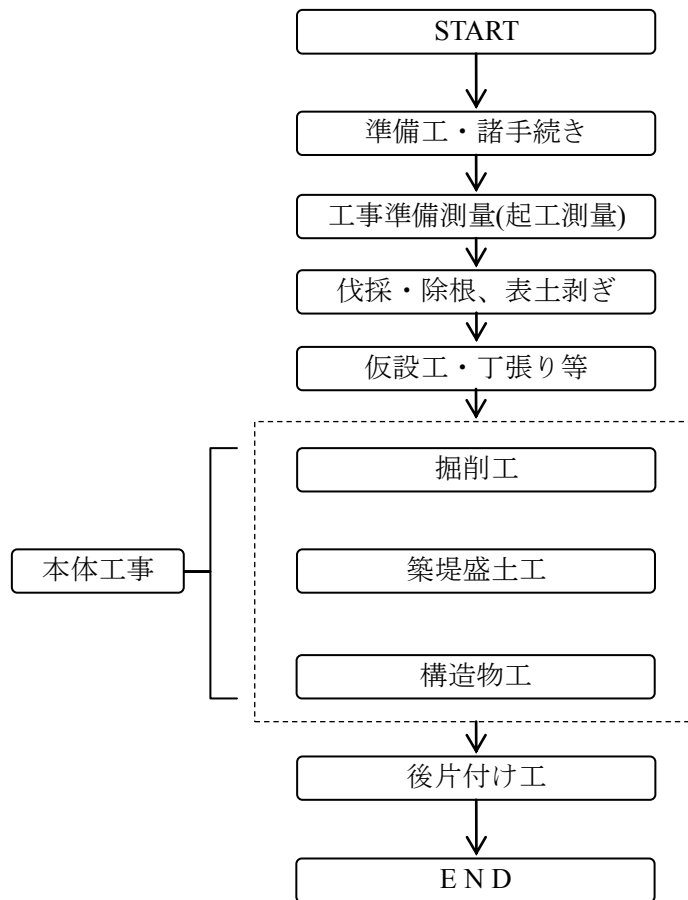 START
準備工・諸手続き
工事準備測量(起工測量)
伐採・除根、表土剥ぎ
仮設工・丁張り等
掘削工
本体工事
築堤盛土工
構造物工
後片付け工
E N D